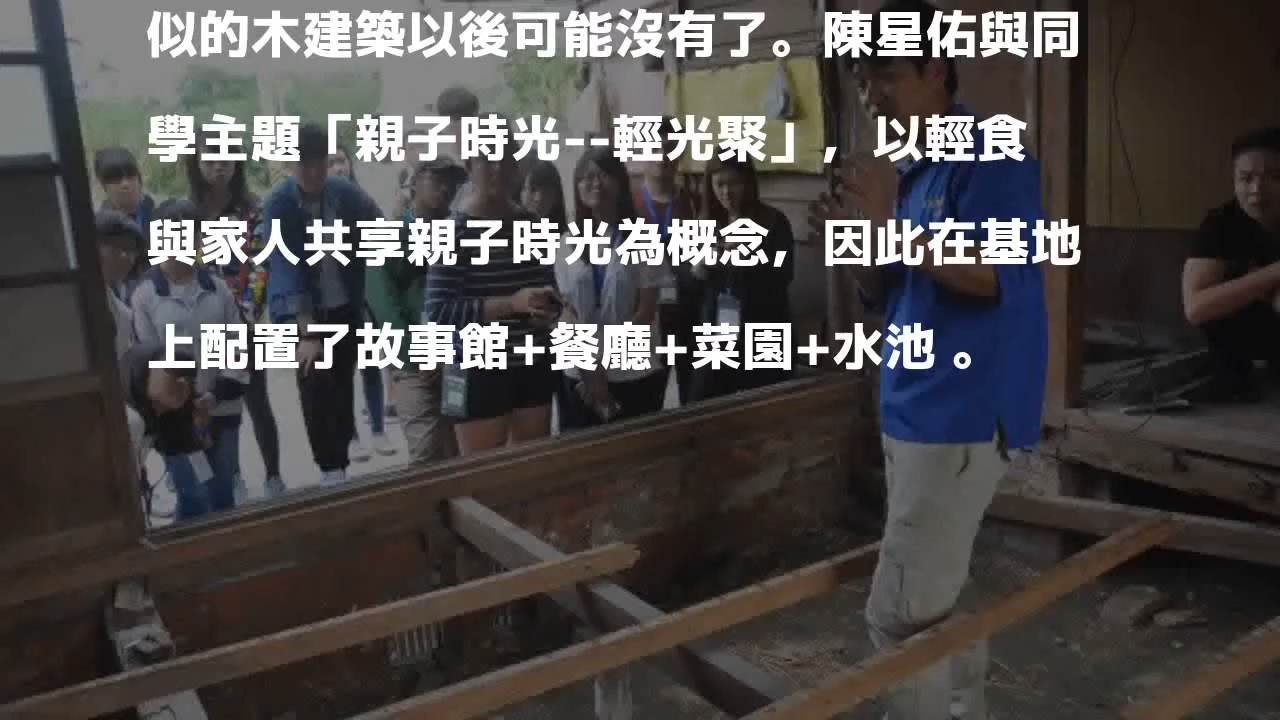 似的木建築以後可能沒有了。陳星佑與同
學主題「親子時光--輕光聚」，以輕食
與家人共享親子時光為概念，因此在基地
上配置了故事館+餐廳+菜園+水池 。